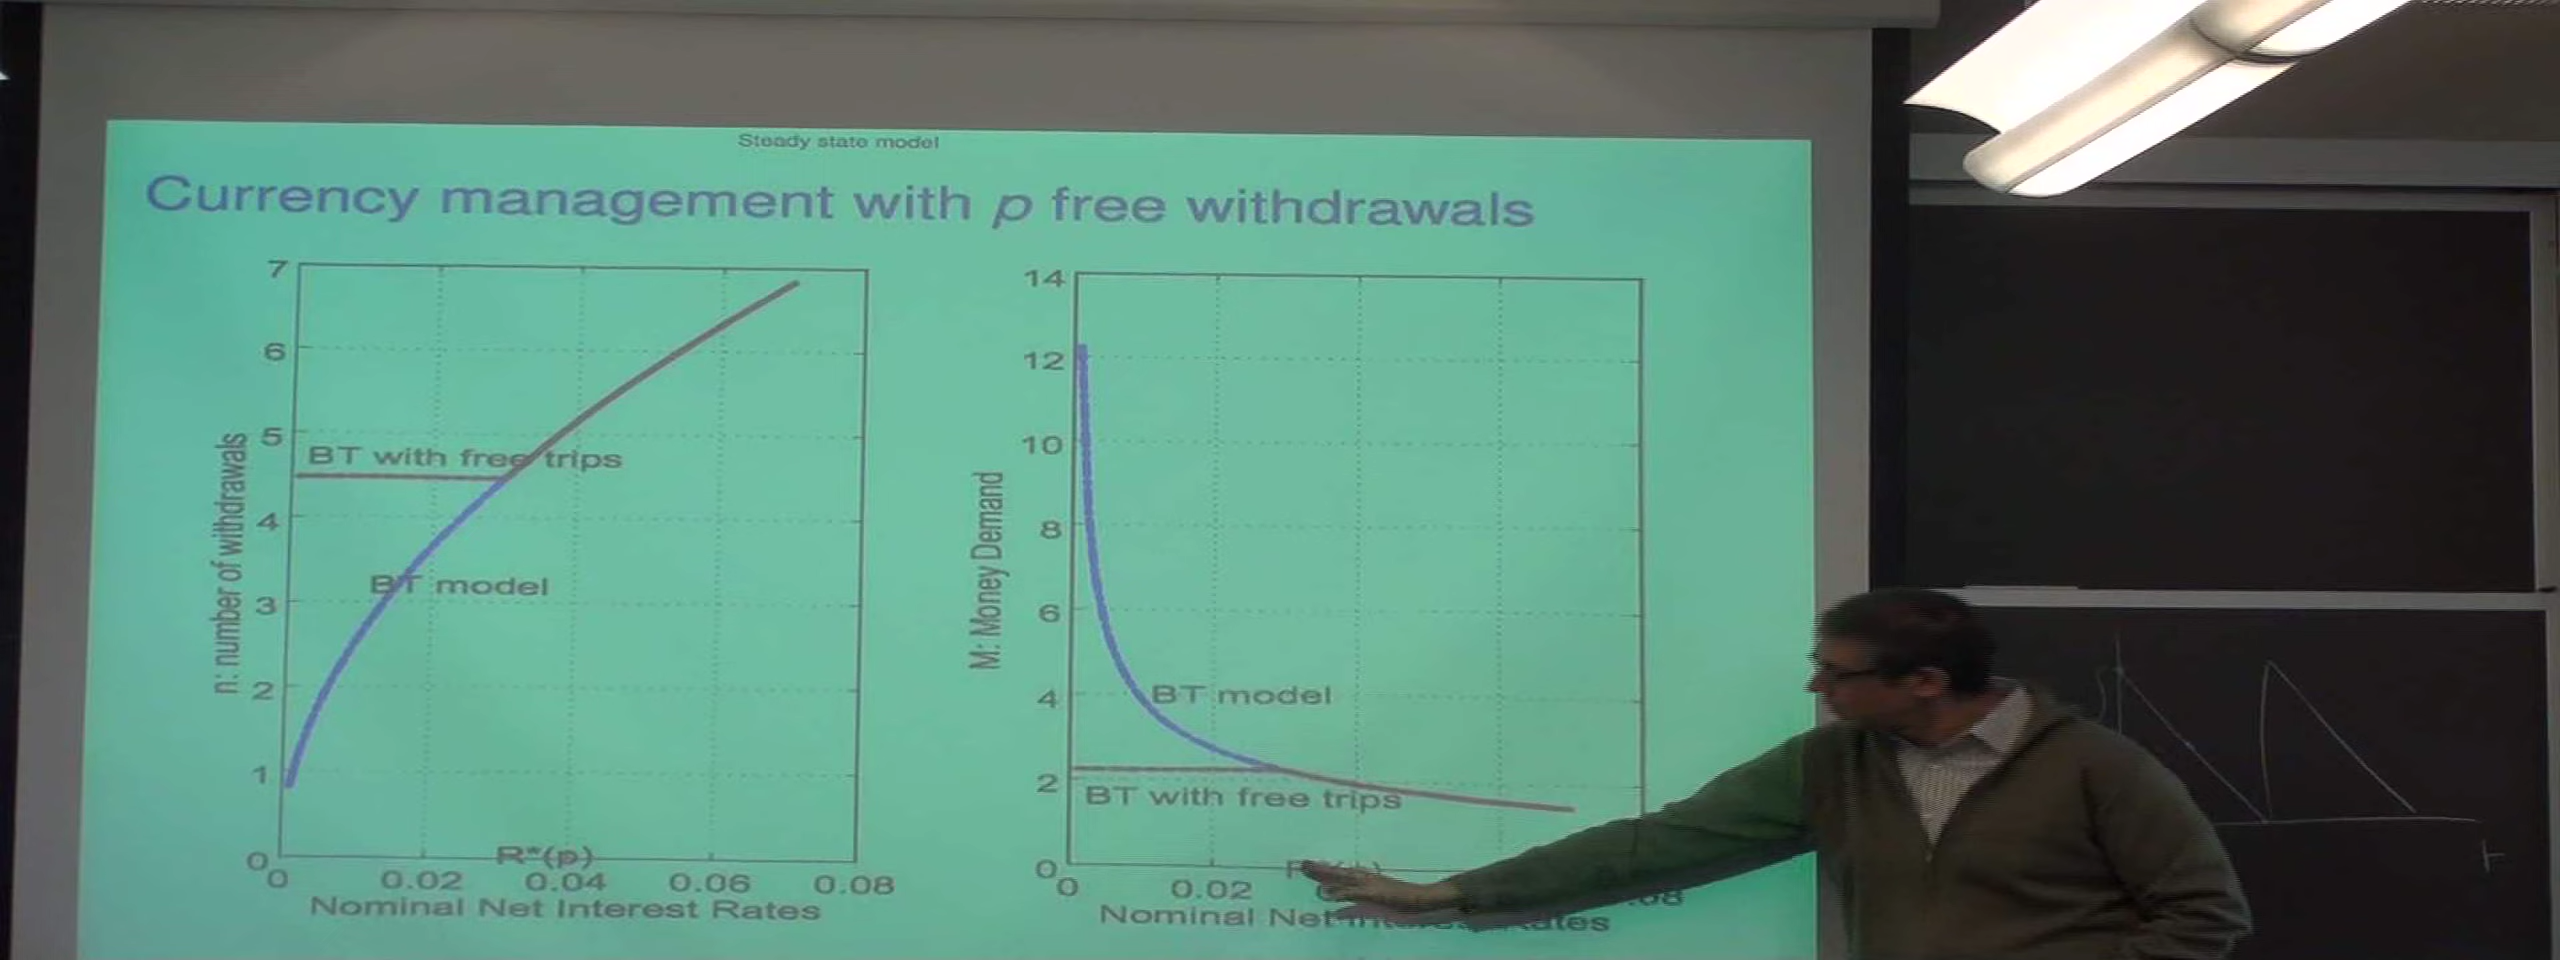 Steady state model
Currency management with p free withdrawals
n: number of withdrawals
7
6
5
4
3
2
1
0
BT with free trips
BT model
R*(p)
0
0.02
0.04
0.06
0.08
Nominal Net Interest Rates
M: Money Demand
14
12
10
8
6
4
2
0
BT model
BT with free trips
0
0.02
Nominal Net